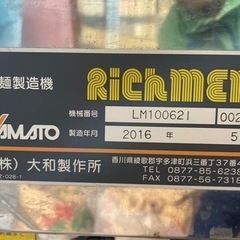 麺製造機 RichMEN
機械番号 LM10062I 002
YAMATO 製造年月 2016 年 5
株）大和製作所
香川県綾歌郡宇多津町浜三番丁37番4
TEL 0877-85-6238
FAX 0877-56-7318